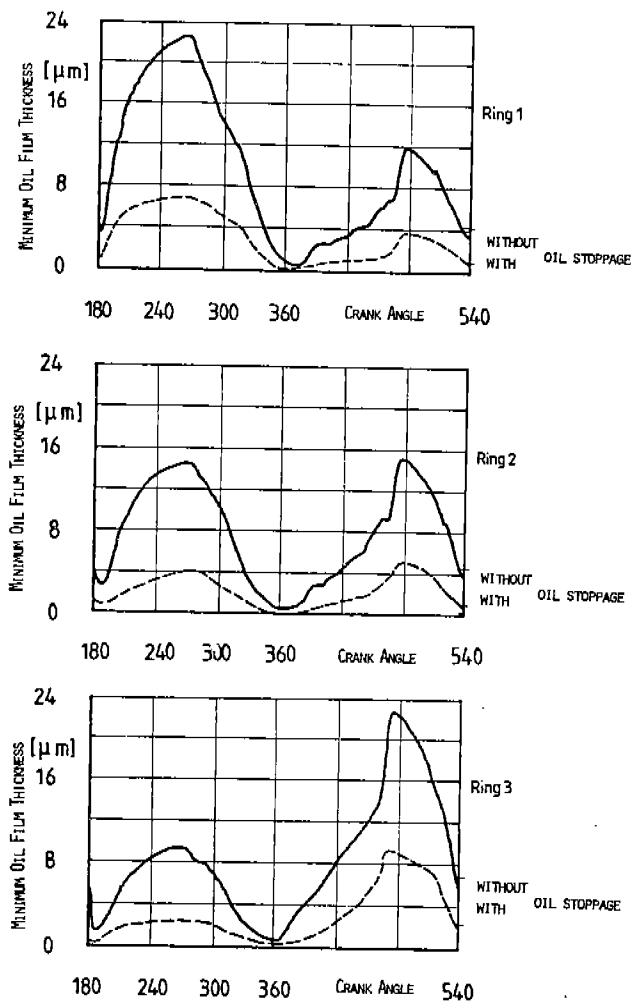 24
[μm]
16
8
0
MINIMUM OIL FILM THICKNESS
Ring 1
WITHOUT
WITH OIL STOPPAGE
180 240 300 360 CRANK ANGLE 540
24
[μm]
16
8
0
MINIMUM OIL FILM THICKNESS
Ring 2
WITHOUT
WITH OIL STOPPAGE
180 240 300 360 CRANK ANGLE 540
24
[μm]
16
8
0
MINIMUM OIL FILM THICKNESS
Ring 3
WITHOUT
WITH OIL STOPPAGE
180 240 300 360 CRANK ANGLE 540